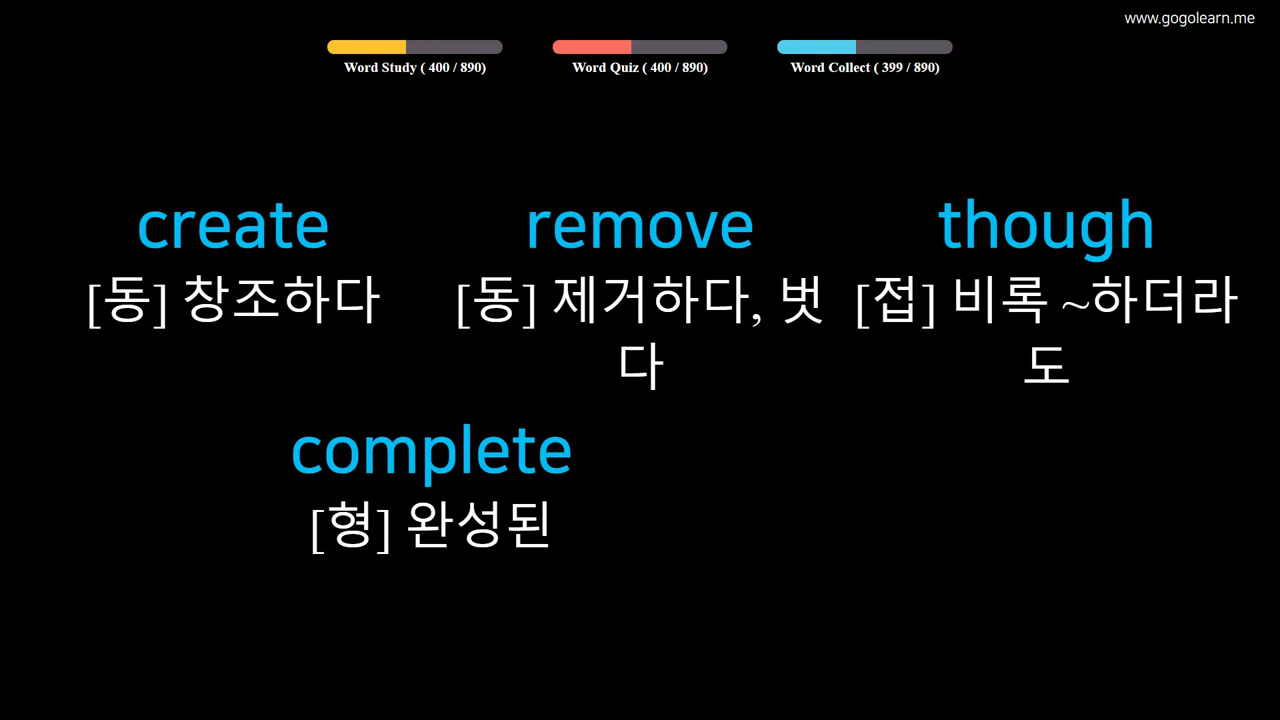 www.gogolearn.me
Word Study ( 400 / 890)
Word Quiz ( 400 / 890)
Word Collect ( 399 / 890)
create
[동] 창조하다
remove
[동] 제거하다, 벗
다
though
[접] 비록 ~하더라
도
complete
[형] 완성된